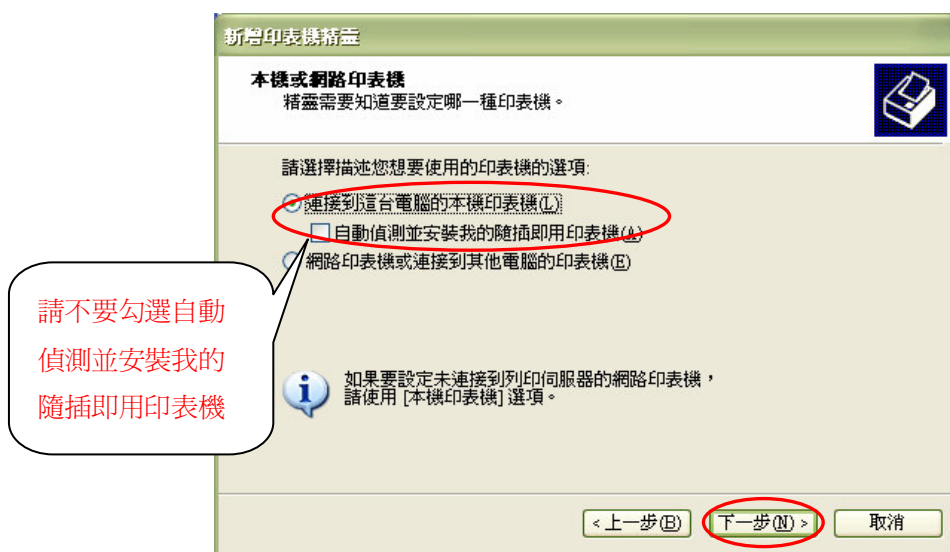 新增印表機精靈
本機或網路印表機
精靈需要知道要設定哪一種印表機。
請選擇描述您想要使用的印表機的選項:
連接到這台電腦的本機印表機(L)
自動偵測並安裝我的隨插即用印表機(A)
網路印表機或連接到其他電腦的印表機(E)
請不要勾選自動
偵測並安裝我的
隨插即用印表機
如果要設定未連接到列印伺服器的網路印表機，
請使用 [本機印表機] 選項。
<上一步(B)
下一步(N)>
取消